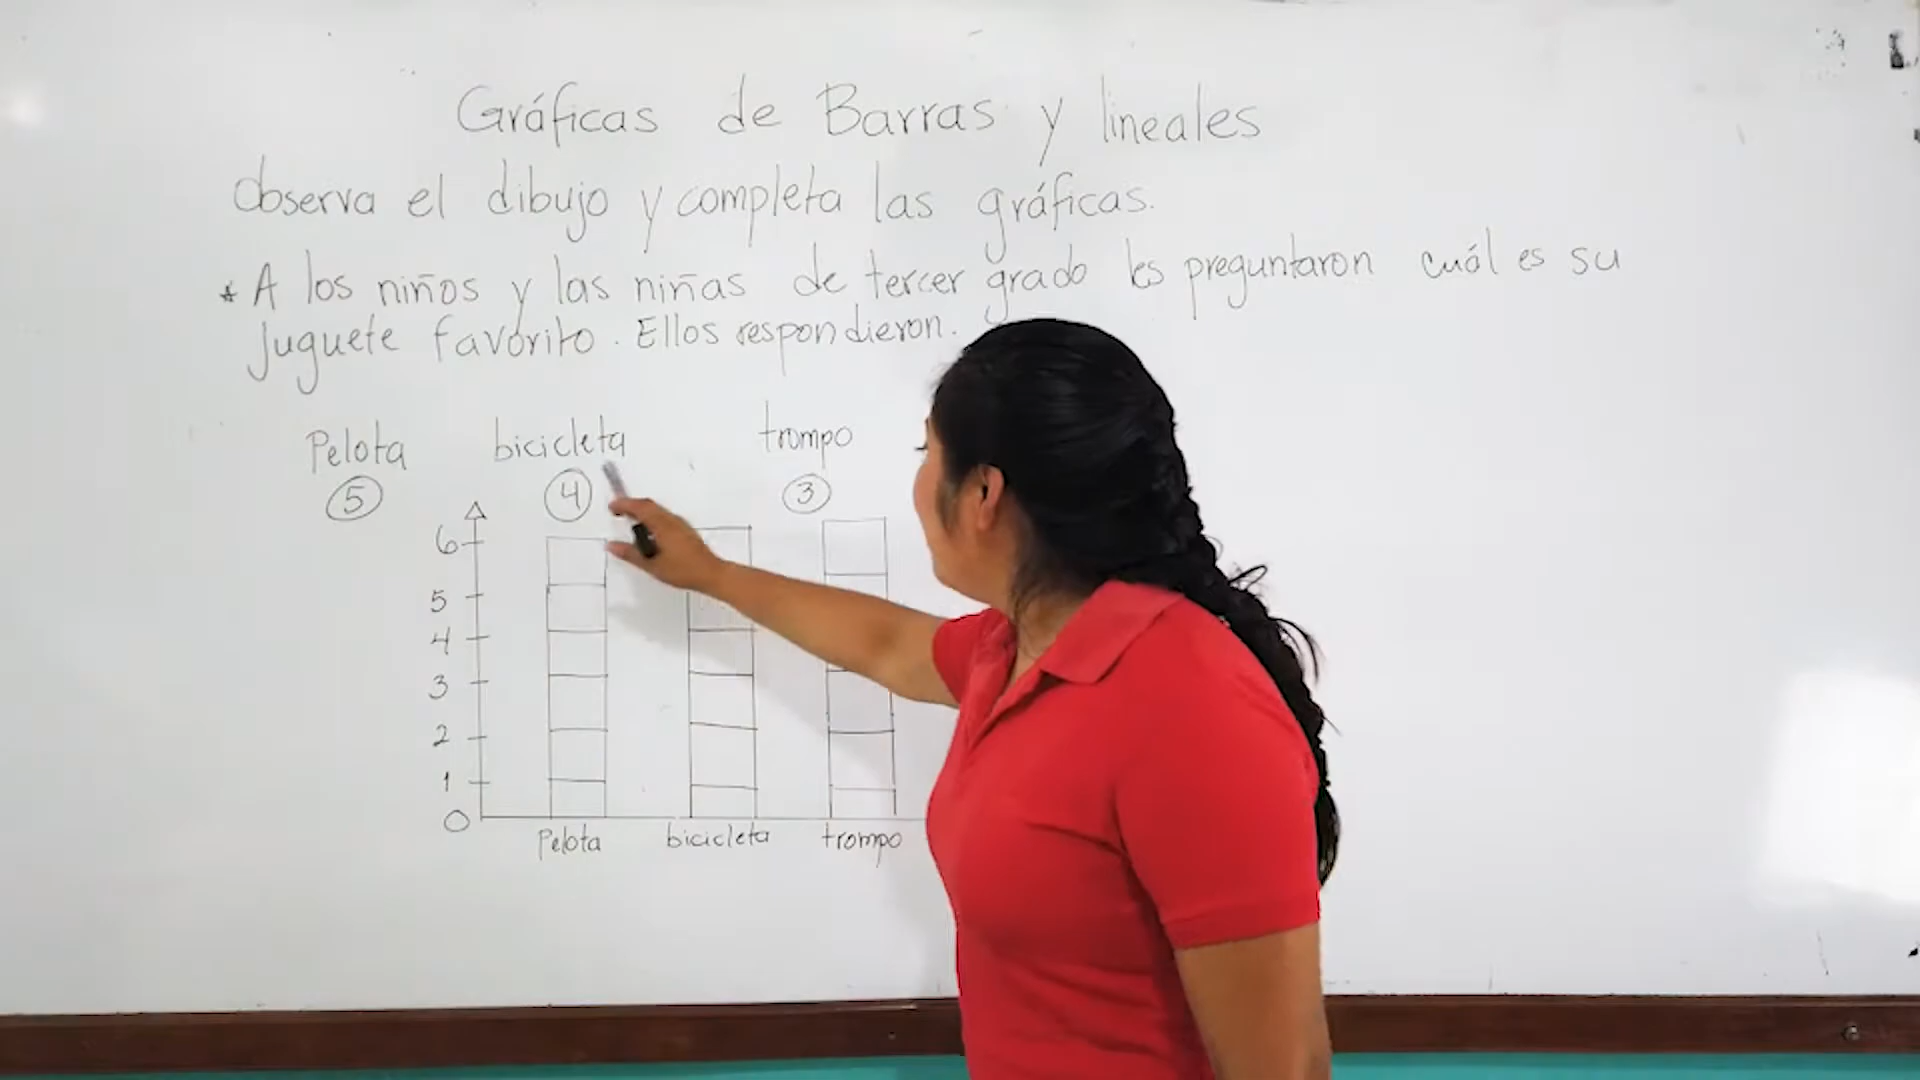 Gráficas de Barras y lineales
Observa el dibujo y completa las gráficas.
* A los niños y las niñas de tercer grado les preguntaron cuál es su
juguete favorito. Ellos respondieron.
Pelota bicicleta trompo
5 4 3
6
5
4
3
2
1
0
Pelota bicicleta trompo